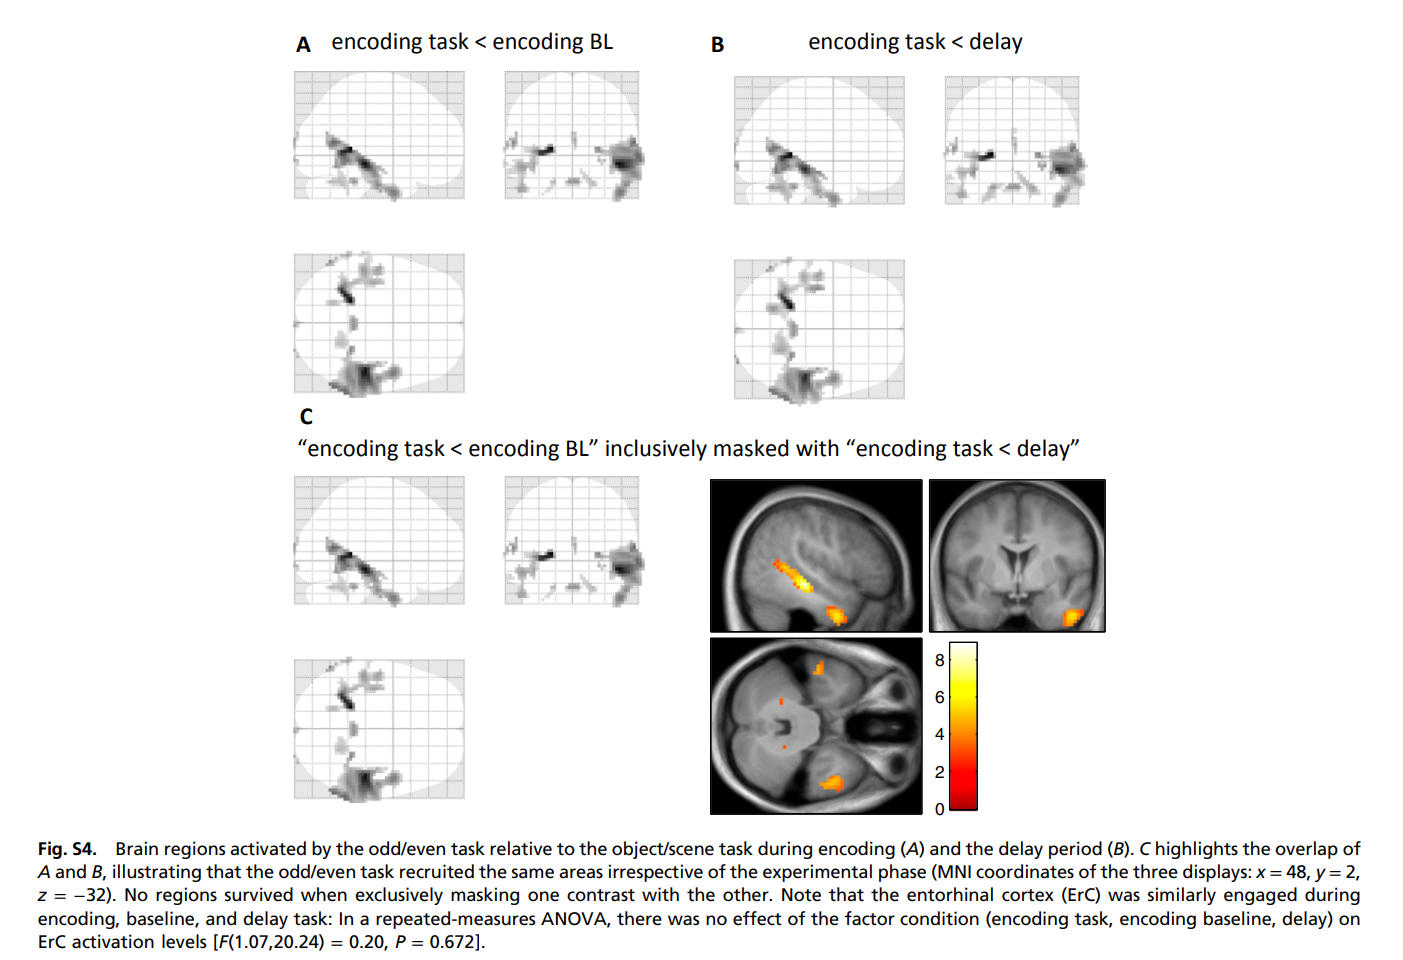 A encoding task < encoding BL
B encoding task < delay
C
“encoding task < encoding BL” inclusively masked with “encoding task < delay”
8
6
4
2
0
Fig. S4. Brain regions activated by the odd/even task relative to the object/scene task during encoding (A) and the delay period (B). C highlights the overlap of
A and B, illustrating that the odd/even task recruited the same areas irrespective of the experimental phase (MNI coordinates of the three displays: x = 48, y = 2,
z = −32). No regions survived when exclusively masking one contrast with the other. Note that the entorhinal cortex (ErC) was similarly engaged during
encoding, baseline, and delay task: In a repeated-measures ANOVA, there was no effect of the factor condition (encoding task, encoding baseline, delay) on
ErC activation levels [F(1.07,20.24) = 0.20, P = 0.672].